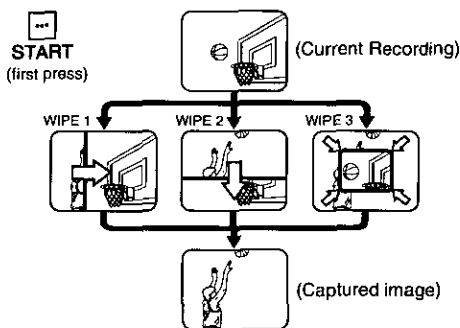 START
(first press)
(Current Recording)
WIPE 1
WIPE 2
WIPE 3
(Captured image)